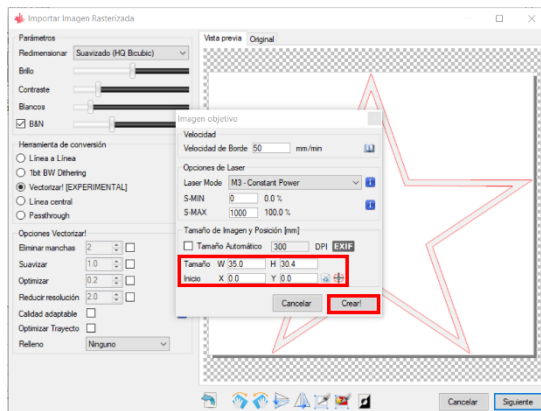 Importar Imagen Rasterizada
Parámetros
Redimensionar Suavizado (HQ Bicubic)
Brillo
Contraste
Blancos
B&N
Herramienta de conversión
Línea a Línea
1bt BW Dithering
Vectorizar! [EXPERIMENTAL]
Línea central
Passthrough
Opciones Vectorizar!
Eliminar manchas 2
Suavizar 1.0
Optimizar 0.2
Reducir resolución 2.0
Calidad adaptable
Optimizar Trayecto
Relleno Ninguno
Vista previa Original
Imagen objetivo
Velocidad
Velocidad de Borde 50 mm/min
Opciones de Laser
Laser Mode M3 - Constant Power
S-MIN 0 0.0 %
S-MAX 1000 100.0 %
Tamaño de Imagen y Posición [mm]
Tamaño Automático 300 DPI EXIF
Tamaño W 35.0 H 30.4
Inicio X 0.0 Y 0.0
Cancelar Crear!
Cancelar Siguiente